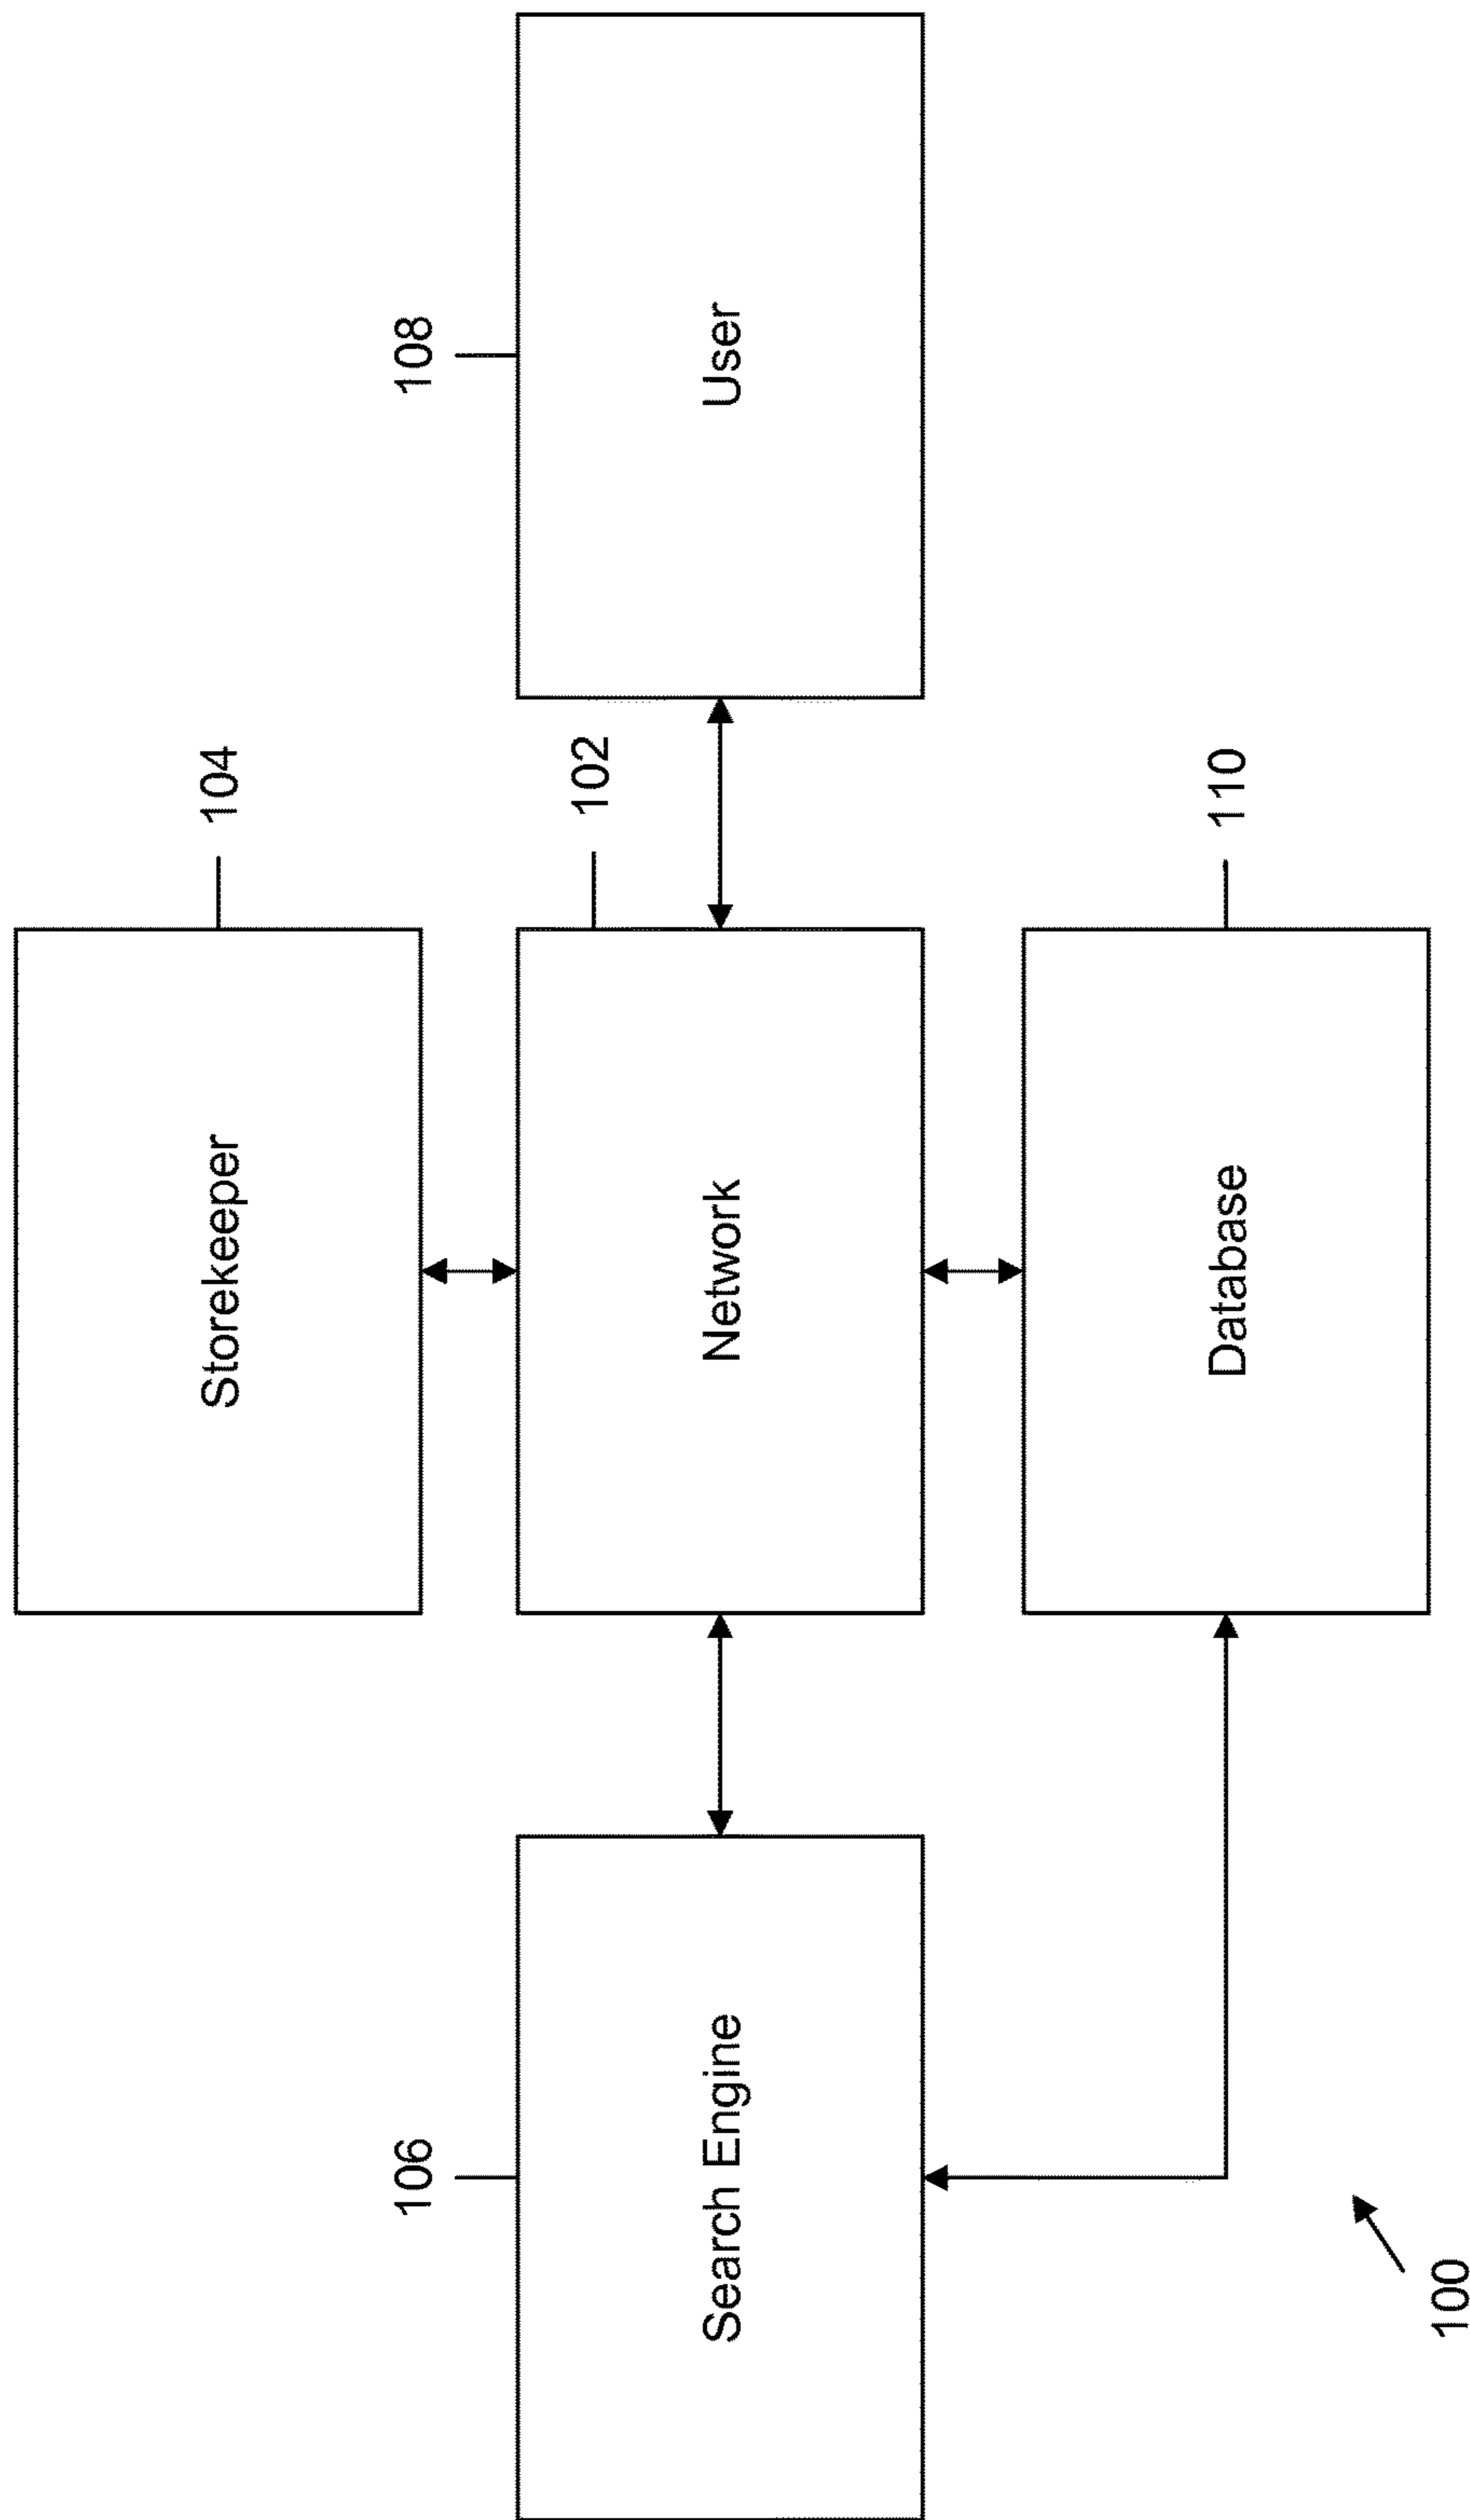 104
Storekeeper
106
Search Engine
102
Network
108
User
110
Database
100